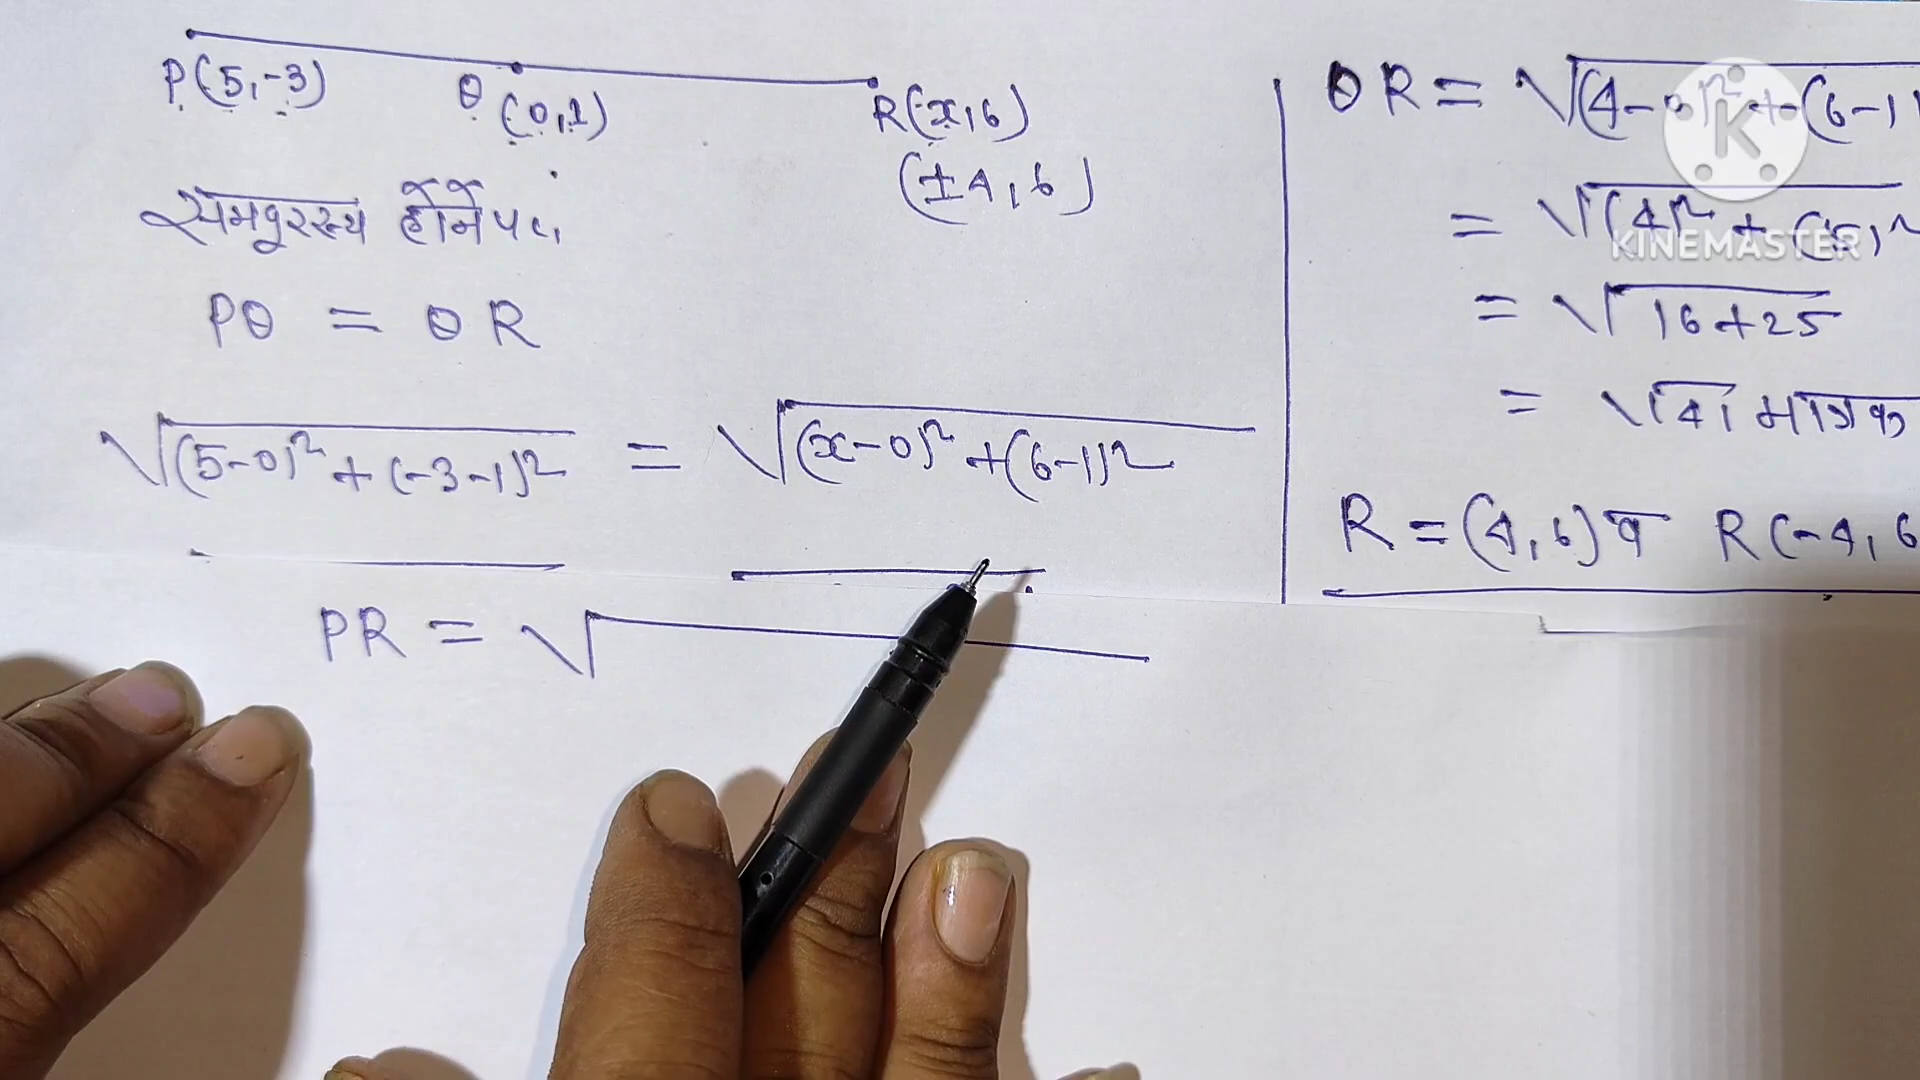 P(5,-3) Q (0,1) R(x,6)
(±4,6)
समदूरस्थ होने पर,
PQ = QR
√(5-0)² + (-3-1)² = √(x-0)² + (6-1)²
PR = √
QR = √(4-0)² + (6-1)
= √(4)² + (5)²
= √16+25
= √41 मात्रक
R = (4,6) व R(-4,6
K
KINEMASTER